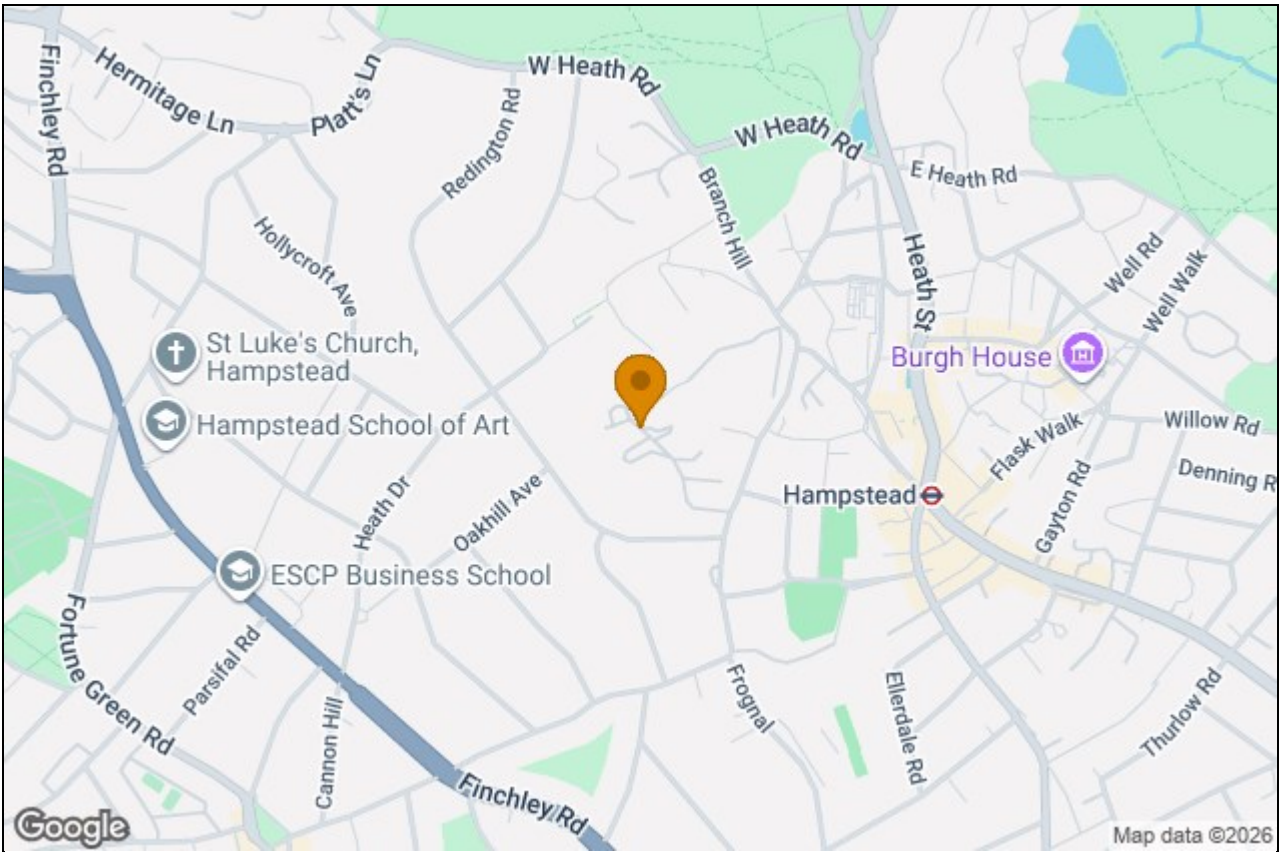 Finchley Rd
Hermitage Ln
Platt's Ln
W Heath Rd
Redington Rd
W Heath Rd
E Heath Rd
Branch Hill
Hollycroft Ave
Heath St
Well Rd
Well Walk
St Luke's Church,
Hampstead
Burgh House
Hampstead School of Art
Flask Walk
Willow Rd
Denning R
Heath Dr
Oakhill Ave
Hampstead
Gayton Rd
ESCP Business School
Fortune Green Rd
Parsifal Rd
Cannon Hill
Frognal
Ellerdale Rd
Thurlow Rd
Finchley Rd
Google
Map data ©2026